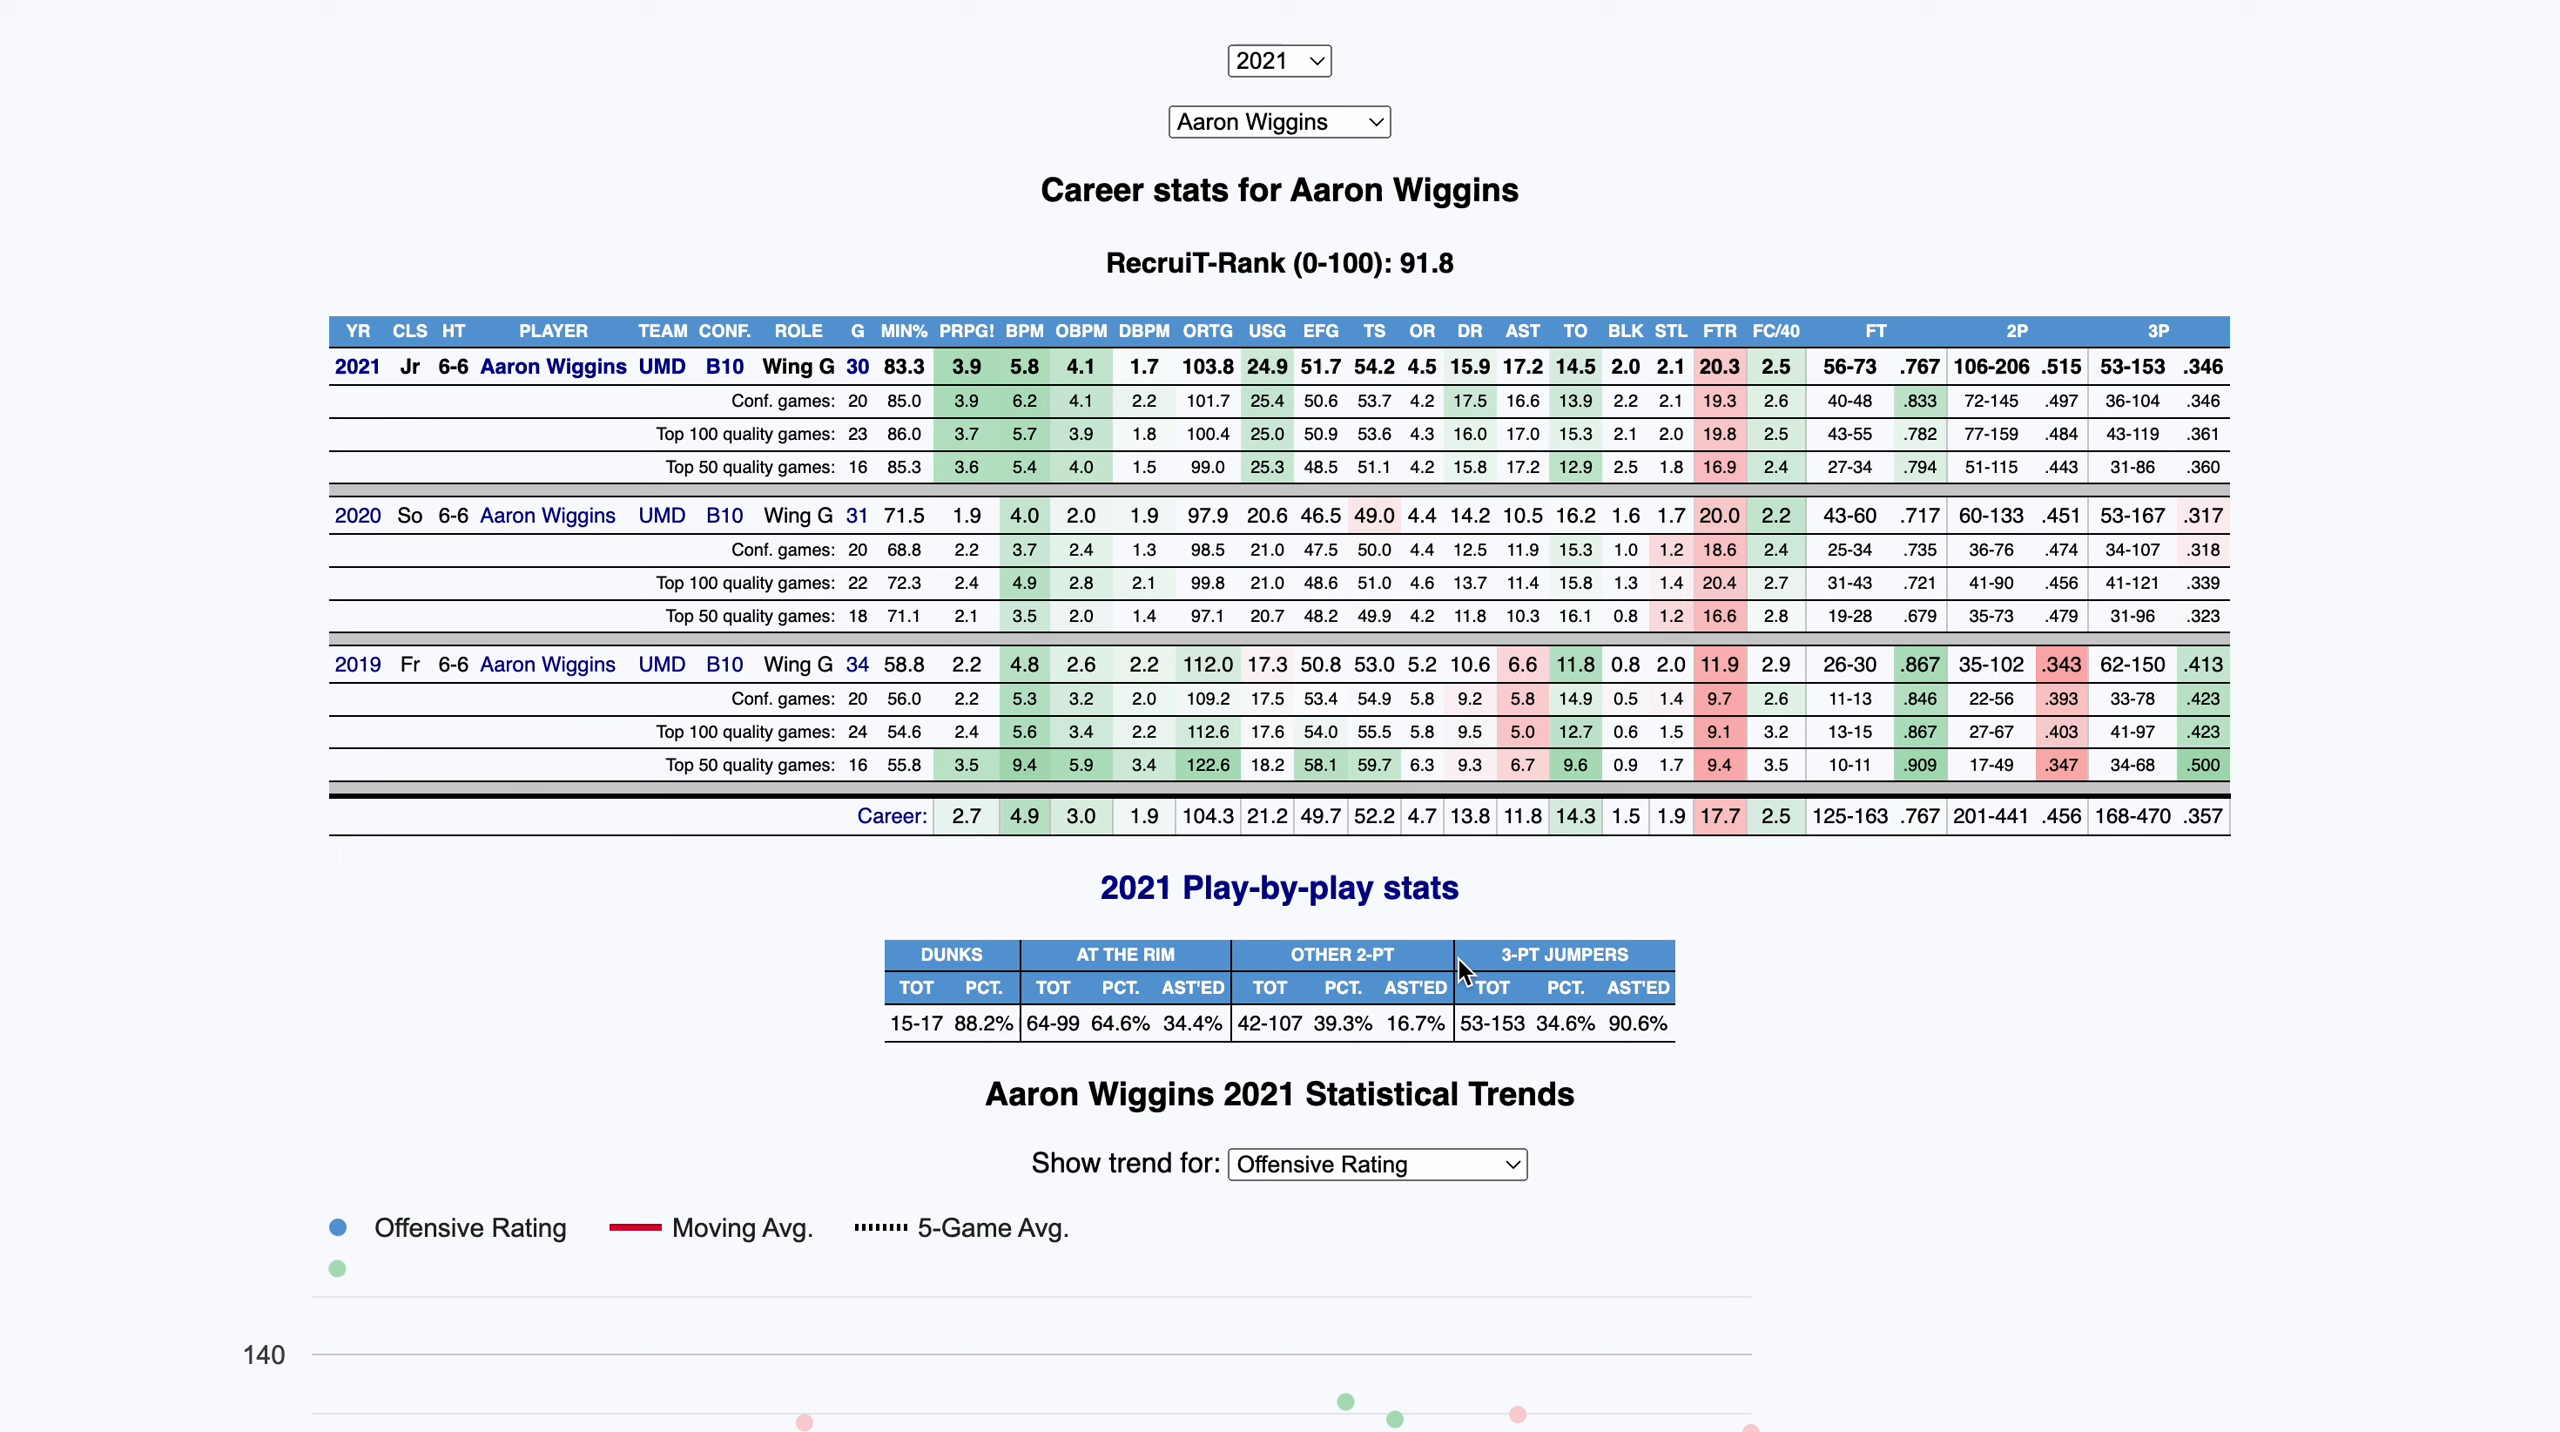 2021
Aaron Wiggins
Career stats for Aaron Wiggins
RecruiT-Rank (0-100): 91.8
YR CLS HT PLAYER TEAM CONF. ROLE G MIN% PRPG! BPM OBPM DBPM ORTG USG EFG TS OR DR AST TO BLK STL FTR FC/40 FT 2P 3P
2021 Jr 6-6 Aaron Wiggins UMD B10 Wing G 30 83.3 3.9 5.8 4.1 1.7 103.8 24.9 51.7 54.2 4.5 15.9 17.2 14.5 2.0 2.1 20.3 2.5 56-73 .767 106-206 .515 53-153 .346
Conf. games: 20 85.0 3.9 6.2 4.1 2.2 101.7 25.4 50.6 53.7 4.2 17.5 16.6 13.9 2.2 2.1 19.3 2.6 40-48 .833 72-145 .497 36-104 .346
Top 100 quality games: 23 86.0 3.7 5.7 3.9 1.8 100.4 25.0 50.9 53.6 4.3 16.0 17.0 15.3 2.1 2.0 19.8 2.5 43-55 .782 77-159 .484 43-119 .361
Top 50 quality games: 16 85.3 3.6 5.4 4.0 1.5 99.0 25.3 48.5 51.1 4.2 15.8 17.2 12.9 2.5 1.8 16.9 2.4 27-34 .794 51-115 .443 31-86 .360
2020 So 6-6 Aaron Wiggins UMD B10 Wing G 31 71.5 1.9 4.0 2.0 1.9 97.9 20.6 46.5 49.0 4.4 14.2 10.5 16.2 1.6 1.7 20.0 2.2 43-60 .717 60-133 .451 53-167 .317
Conf. games: 20 68.8 2.2 3.7 2.4 1.3 98.5 21.0 47.5 50.0 4.4 12.5 11.9 15.3 1.0 1.2 18.6 2.4 25-34 .735 36-76 .474 34-107 .318
Top 100 quality games: 22 72.3 2.4 4.9 2.8 2.1 99.8 21.0 48.6 51.0 4.6 13.7 11.4 15.8 1.3 1.4 20.4 2.7 31-43 .721 41-90 .456 41-121 .339
Top 50 quality games: 18 71.1 2.1 3.5 2.0 1.4 97.1 20.7 48.2 49.9 4.2 11.8 10.3 16.1 0.8 1.2 16.6 2.8 19-28 .679 35-73 .479 31-96 .323
2019 Fr 6-6 Aaron Wiggins UMD B10 Wing G 34 58.8 2.2 4.8 2.6 2.2 112.0 17.3 50.8 53.0 5.2 10.6 6.6 11.8 0.8 2.0 11.9 2.9 26-30 .867 35-102 .343 62-150 .413
Conf. games: 20 56.0 2.2 5.3 3.2 2.0 109.2 17.5 53.4 54.9 5.8 9.2 5.8 14.9 0.5 1.4 9.7 2.6 11-13 .846 22-56 .393 33-78 .423
Top 100 quality games: 24 54.6 2.4 5.6 3.4 2.2 112.6 17.6 54.0 55.5 5.8 9.5 5.0 12.7 0.6 1.5 9.1 3.2 13-15 .867 27-67 .403 41-97 .423
Top 50 quality games: 16 55.8 3.5 9.4 5.9 3.4 122.6 18.2 58.1 59.7 6.3 9.3 6.7 9.6 0.9 1.7 9.4 3.5 10-11 .909 17-49 .347 34-68 .500
Career: 2.7 4.9 3.0 1.9 104.3 21.2 49.7 52.2 4.7 13.8 11.8 14.3 1.5 1.9 17.7 2.5 125-163 .767 201-441 .456 168-470 .357
2021 Play-by-play stats
DUNKS AT THE RIM OTHER 2-PT 3-PT JUMPERS
TOT PCT. TOT PCT. AST'ED TOT PCT. AST'ED TOT PCT. AST'ED
15-17 88.2% 64-99 64.6% 34.4% 42-107 39.3% 16.7% 53-153 34.6% 90.6%
Aaron Wiggins 2021 Statistical Trends
Show trend for: Offensive Rating
Offensive Rating Moving Avg. 5-Game Avg.
140